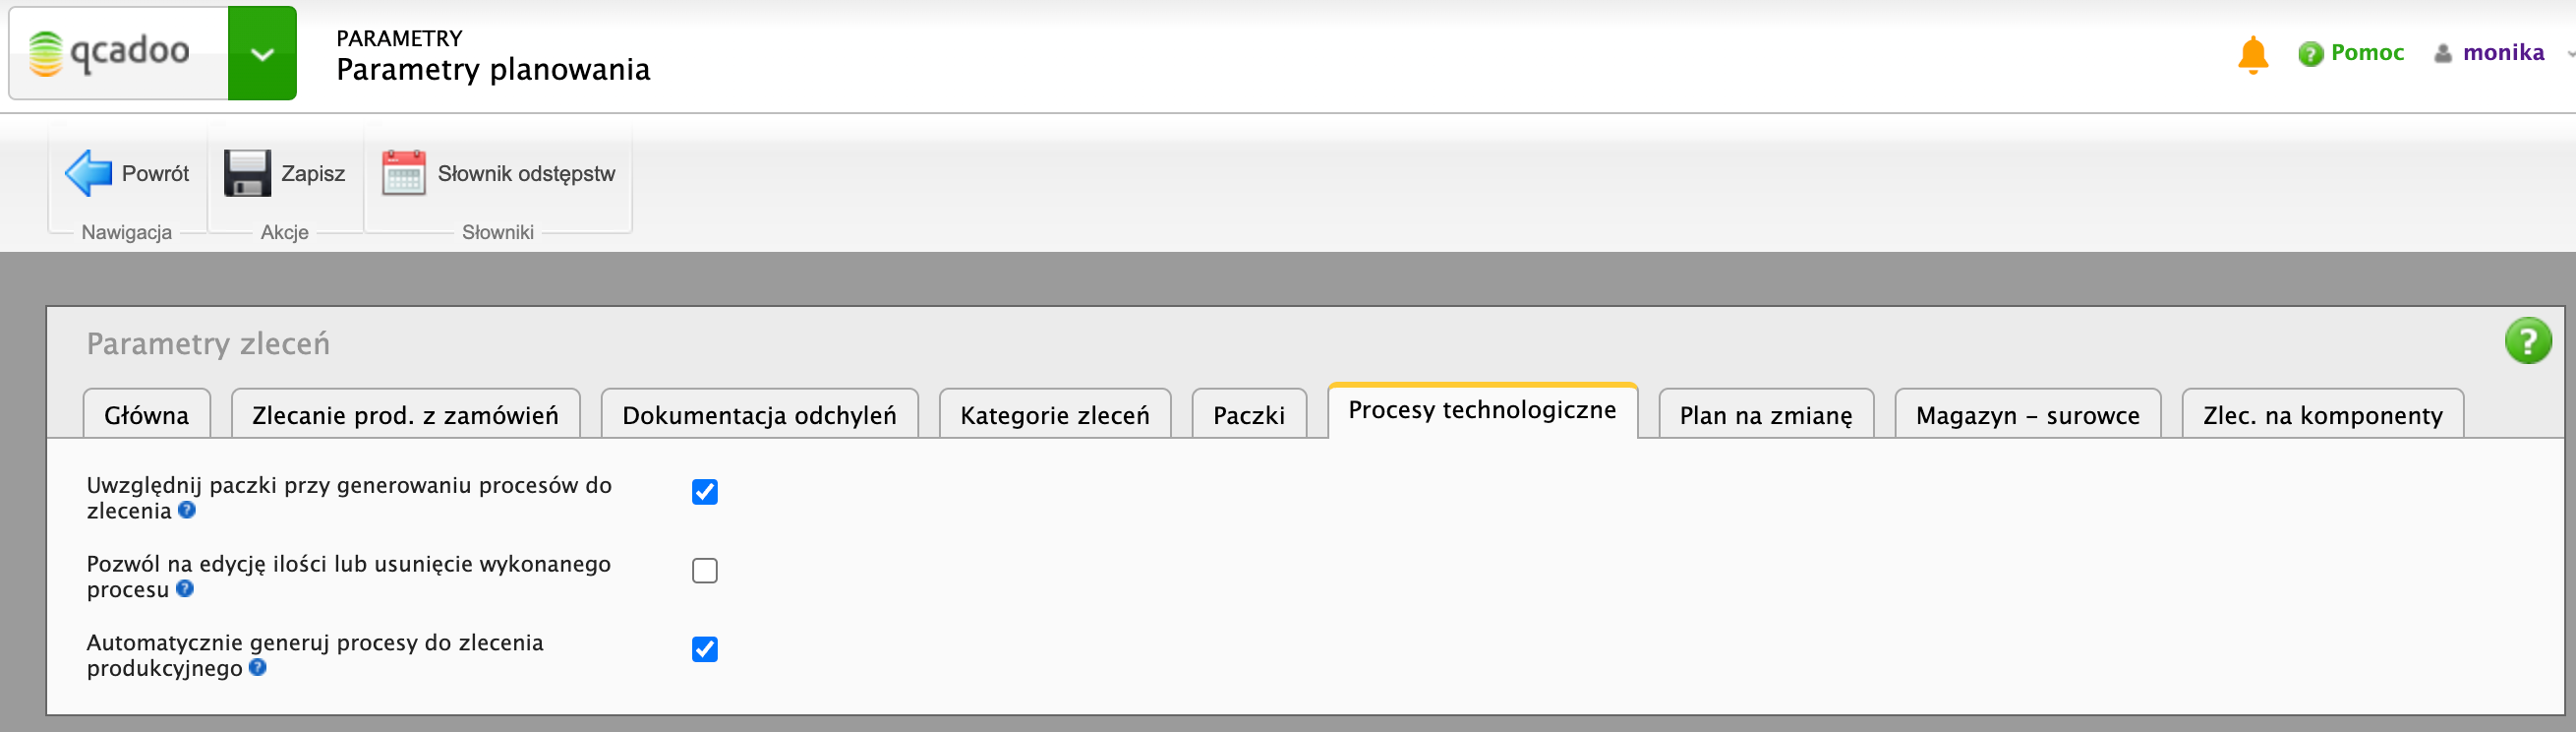 qcadoo
PARAMETRY
Parametry planowania
Pomoc
monika
Powrót
Zapisz
Słownik odstępstw
Nawigacja
Akcje
Słowniki
Parametry zleceń
Główna
Zlecanie prod. z zamówień
Dokumentacja odchyleń
Kategorie zleceń
Paczki
Procesy technologiczne
Plan na zmianę
Magazyn - surowce
Zlec. na komponenty
Uwzględnij paczki przy generowaniu procesów do
zlecenia
Pozwól na edycję ilości lub usunięcie wykonanego
procesu
Automatycznie generuj procesy do zlecenia
produkcyjnego